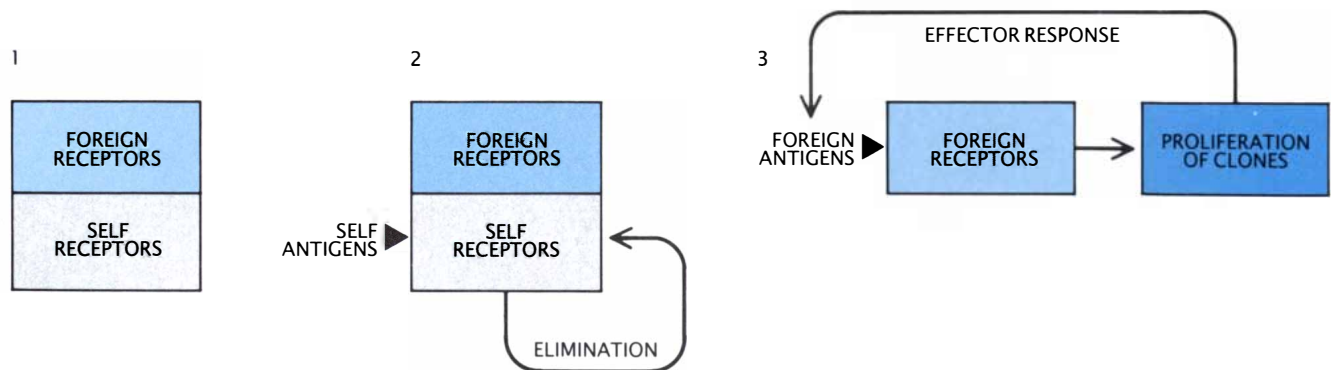 1
FOREIGN
RECEPTORS
SELF
RECEPTORS
2
FOREIGN
RECEPTORS
SELF
ANTIGENS
SELF
RECEPTORS
ELIMINATION
3
EFFECTOR RESPONSE
FOREIGN
ANTIGENS
FOREIGN
RECEPTORS
PROLIFERATION
OF CLONES